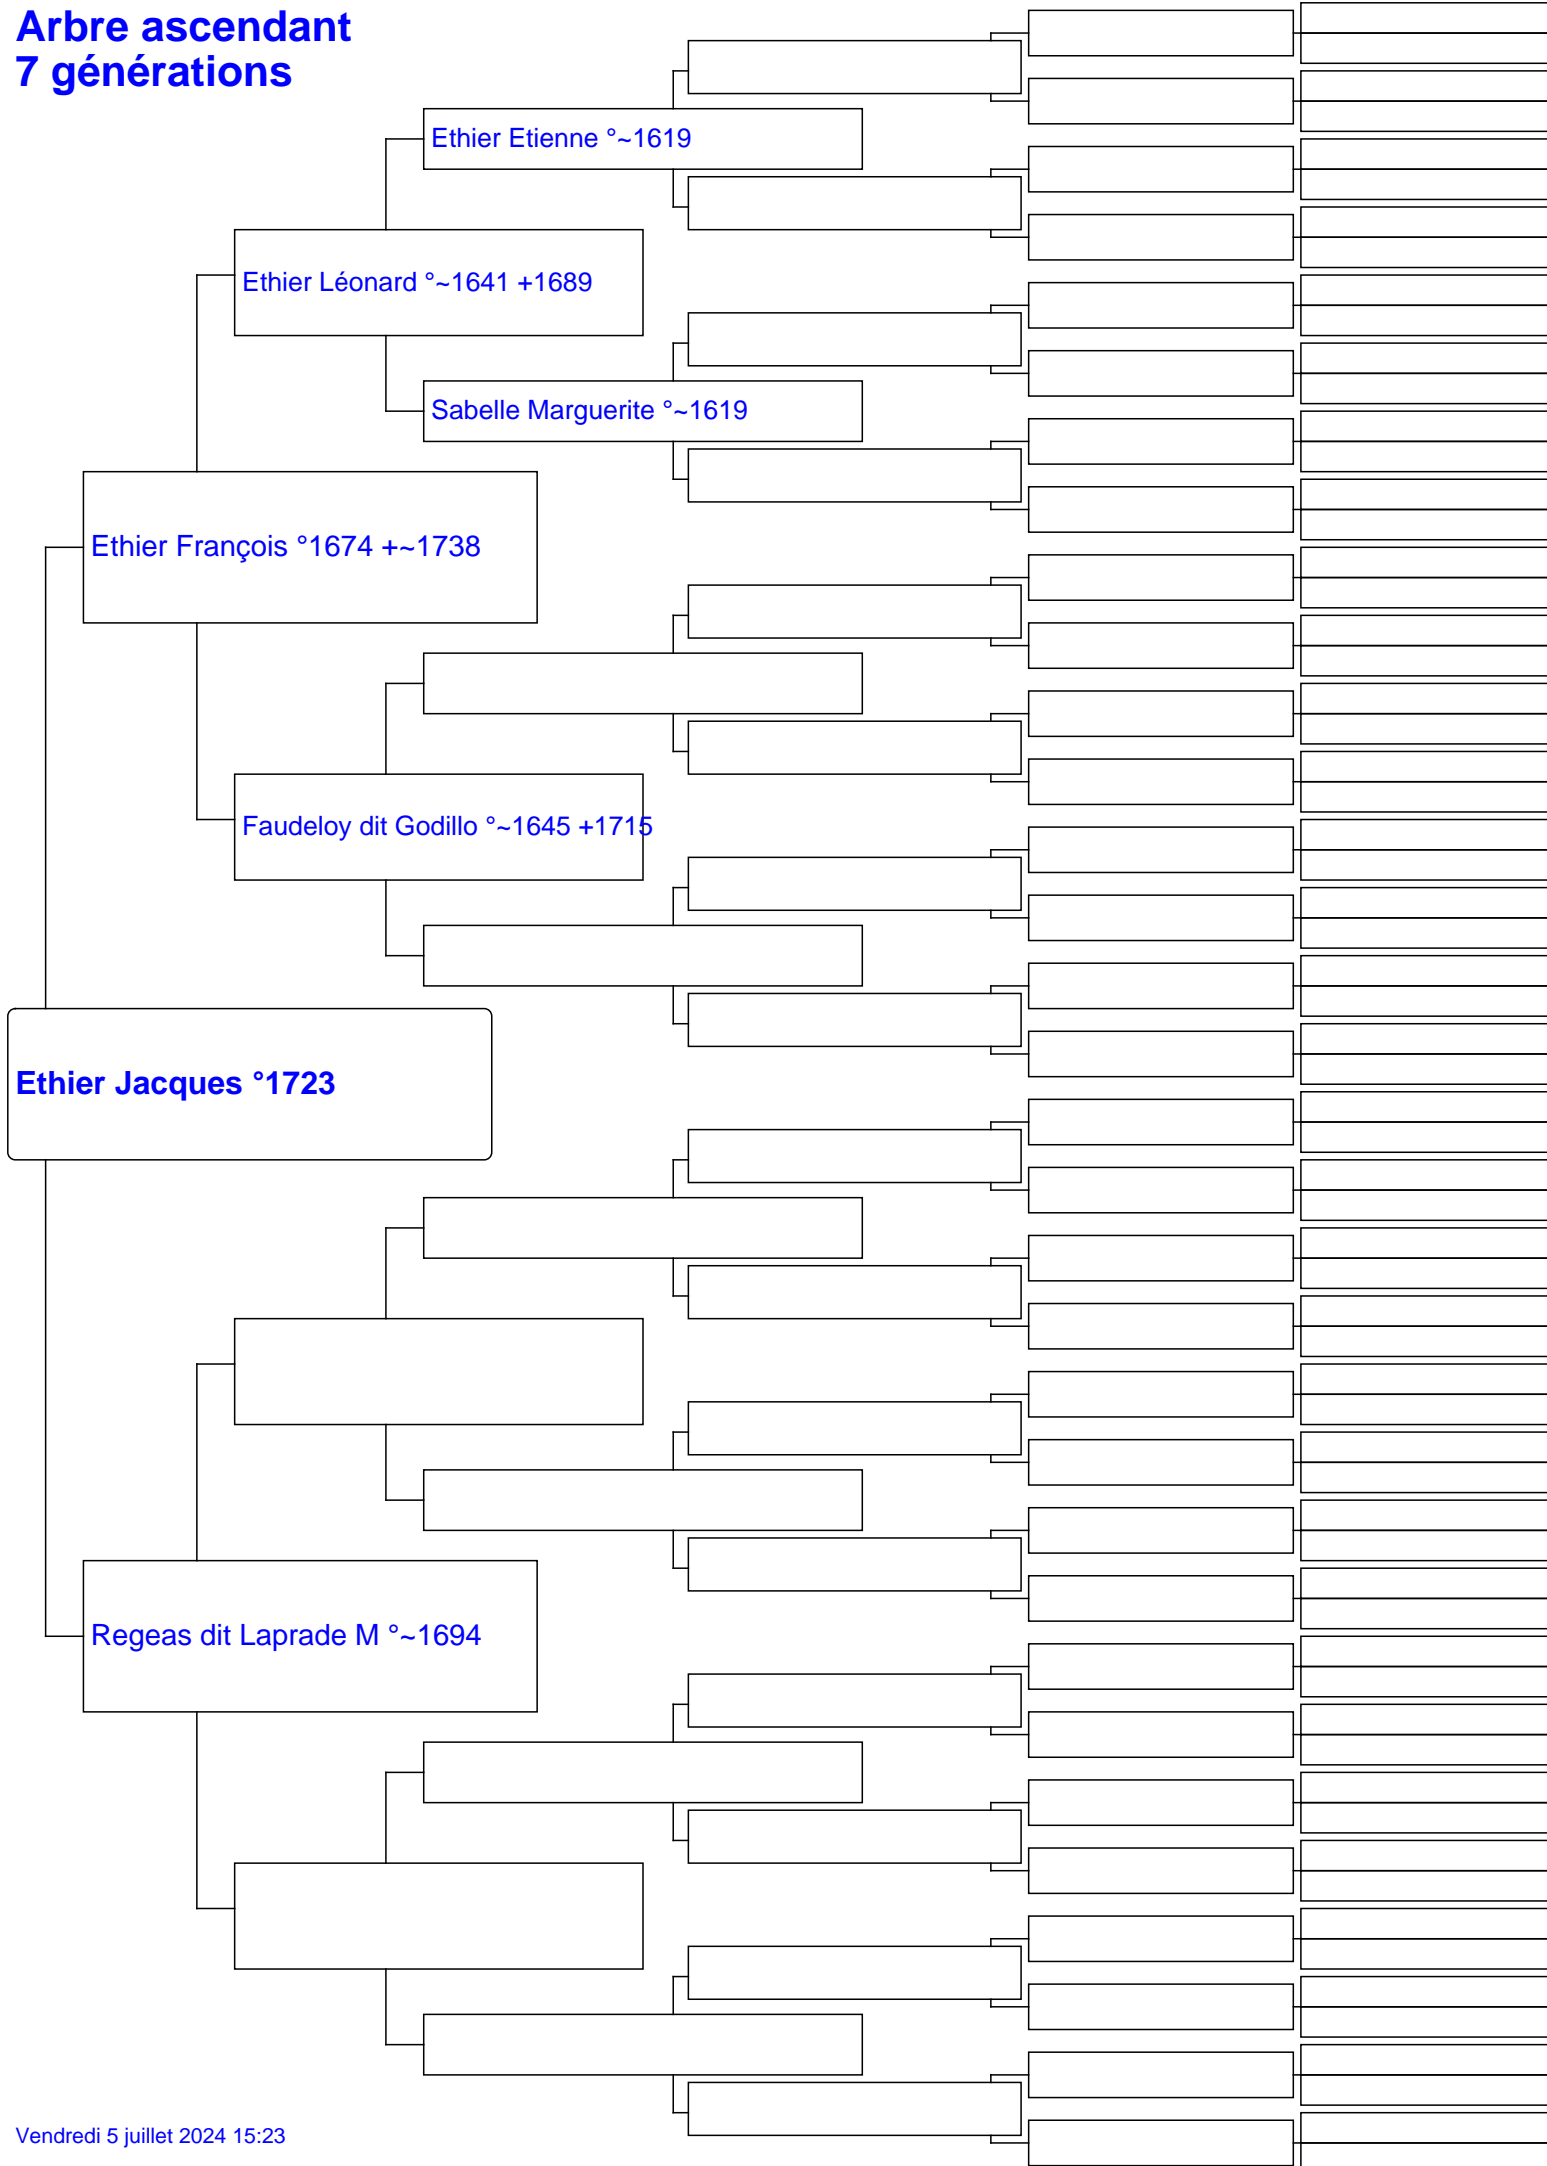 Arbre ascendant
7 générations
Ethier Etienne °~1619
Ethier Léonard °~1641 +1689
Sabelle Marguerite °~1619
Ethier François °1674 +~1738
Faudeloy dit Godillo °~1645 +1715
Ethier Jacques °1723
Regeas dit Laprade M °~1694
Vendredi 5 juillet 2024 15:23